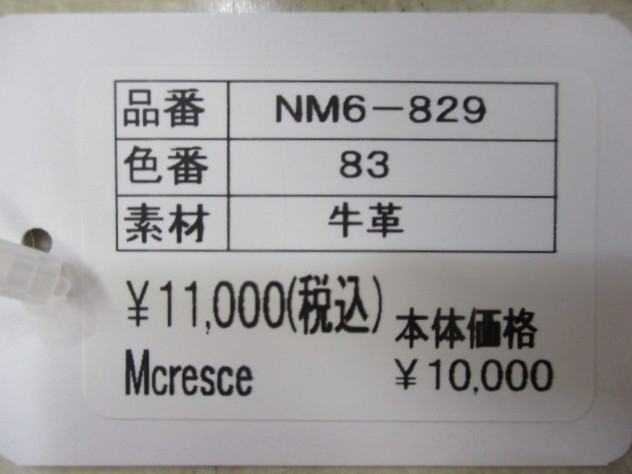 品番 NM6-829
色番 83
素材 牛革
¥11,000(税込)
本体価格
Mcresce ¥10,000